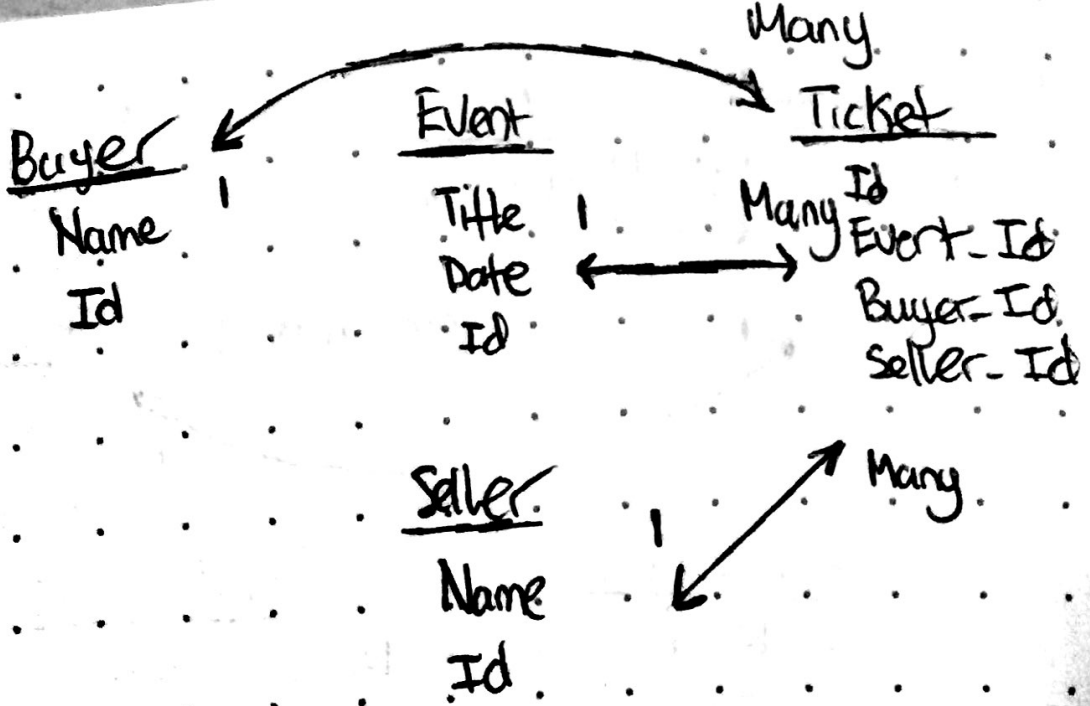 Many
Buyer
Name
Id
1
Event
Title
Date
Id
1
Many
Ticket
Id
Event_Id
Buyer_Id
Seller_Id
Seller
Name
Id
1
Many